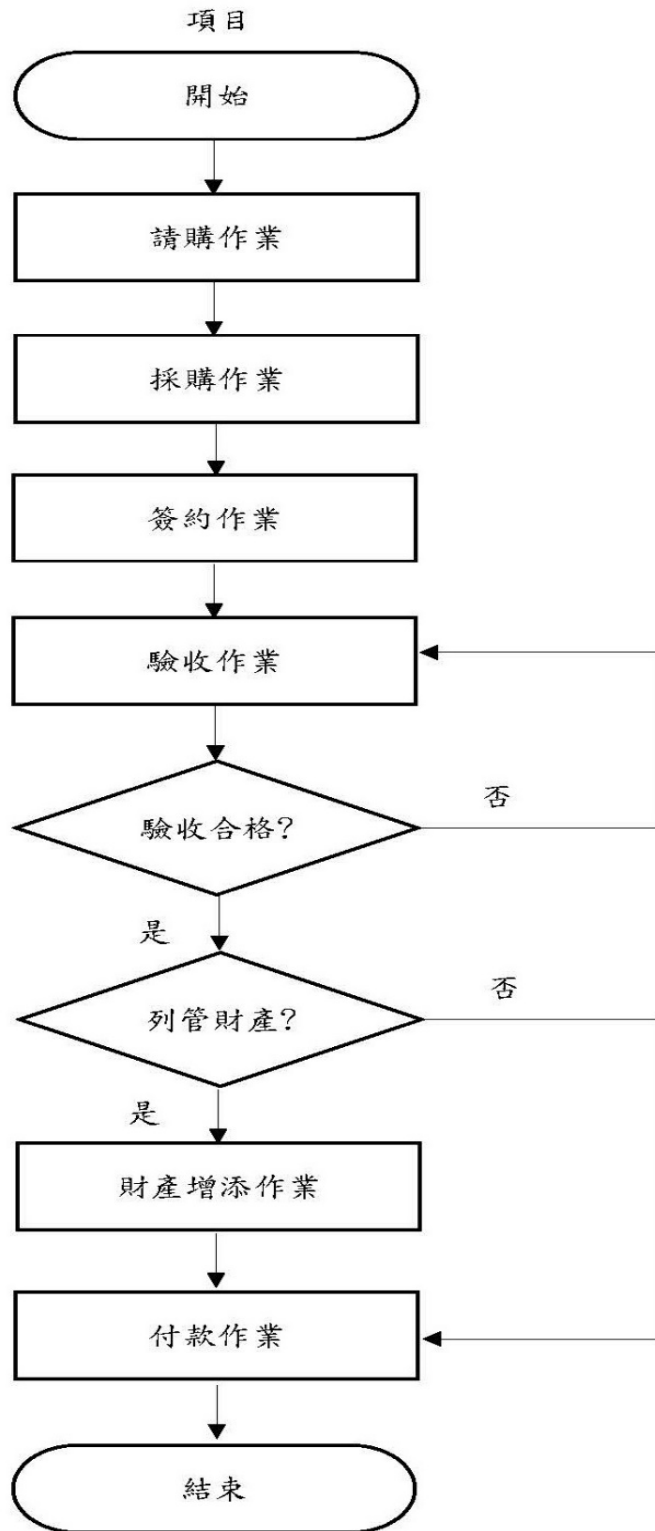 項目
開始
請購作業
採購作業
簽約作業
驗收作業
驗收合格?
否
是
列管財產?
否
是
財產增添作業
付款作業
結束